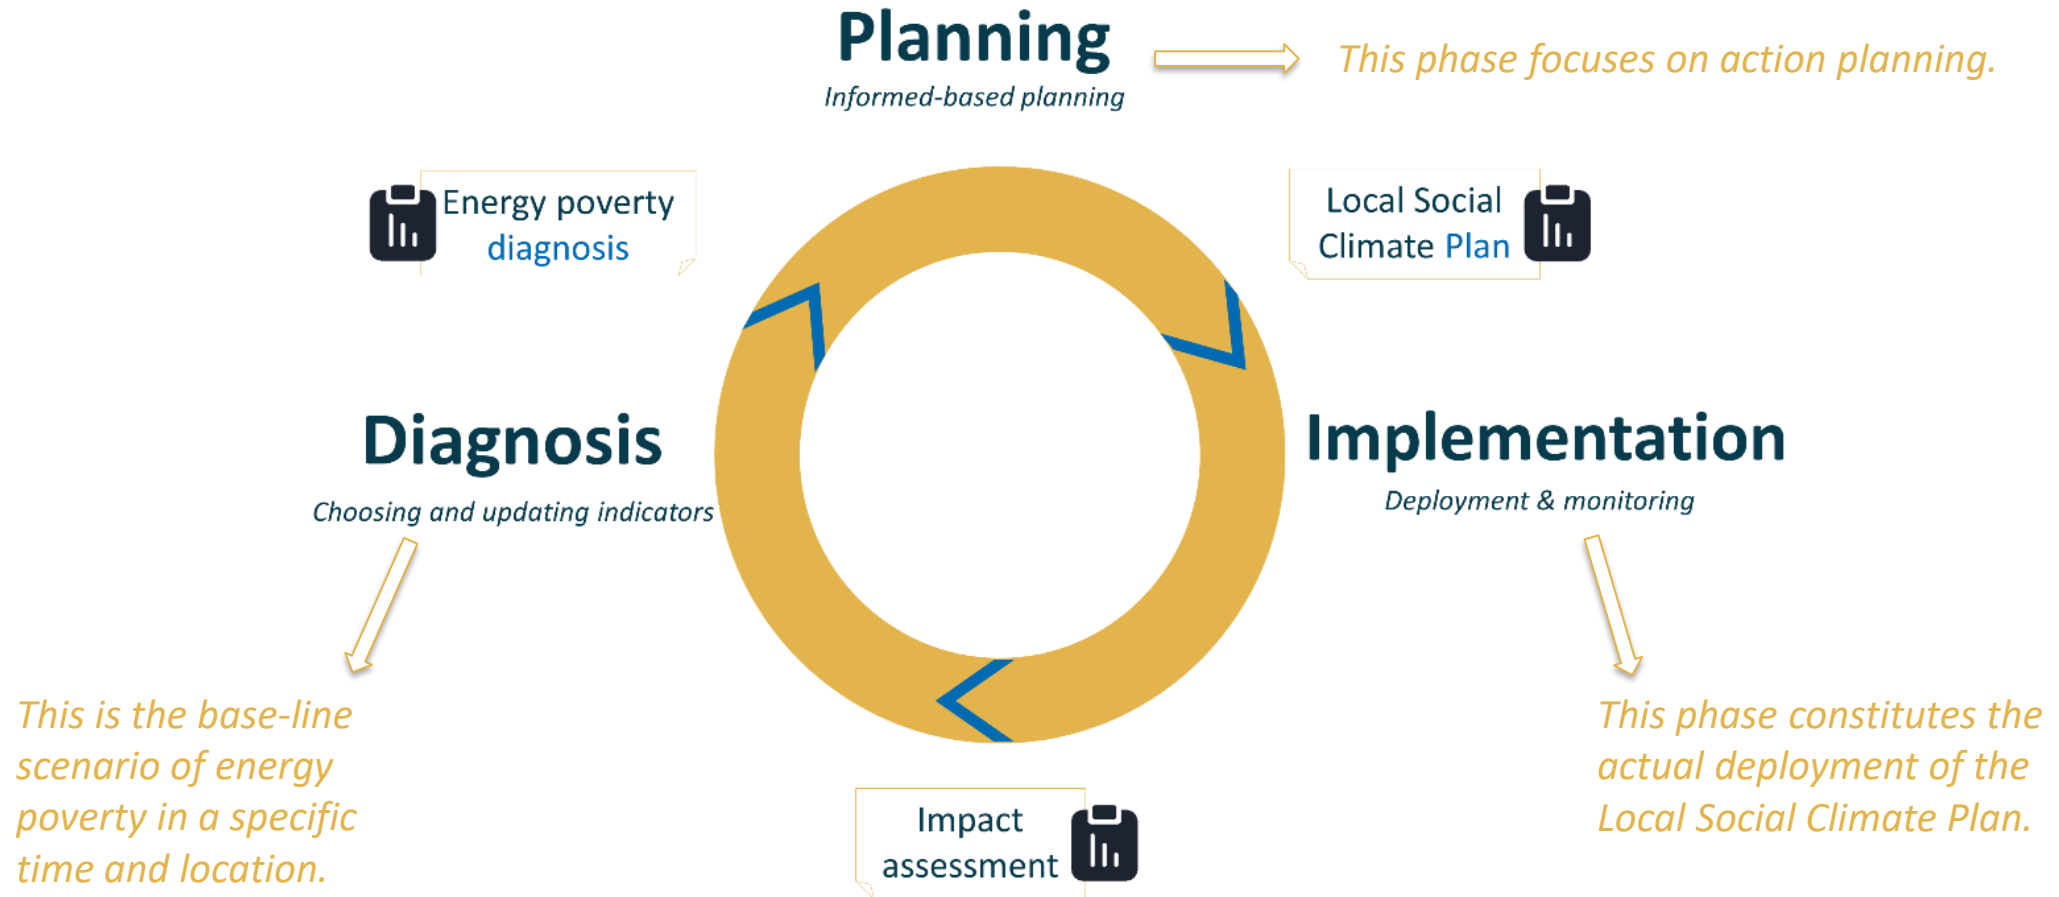 Planning
Informed-based planning
This phase focuses on action planning.
Energy poverty
diagnosis
Local Social
Climate Plan
Diagnosis
Choosing and updating indicators
Implementation
Deployment & monitoring
This is the base-line
scenario of energy
poverty in a specific
time and location.
This phase constitutes the
actual deployment of the
Local Social Climate Plan.
Impact
assessment